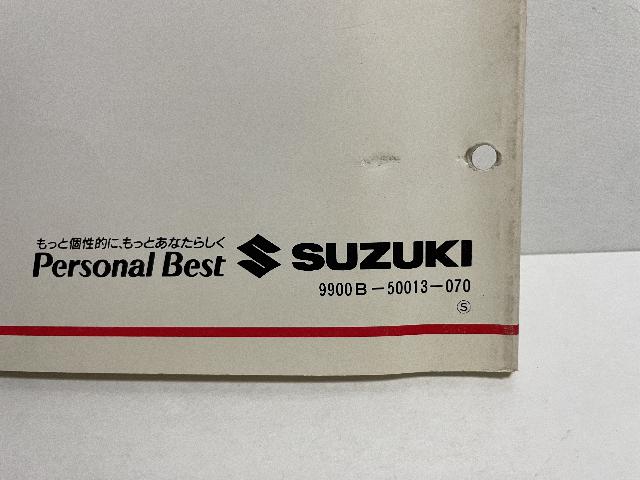 もっと個性的に、もっとあなたらしく
Personal Best SUZUKI
9900B-50013-070
Ⓢ